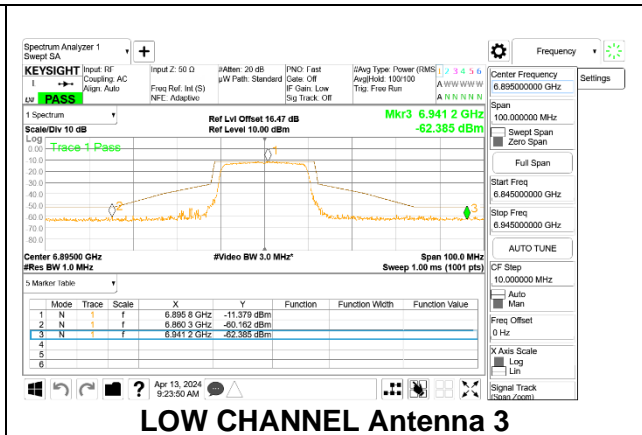 Spectrum Analyzer 1
Swept SA
Frequency
KEYSIGHT
Input: RF
Coupling: AC
Align: Auto
Input Z: 50 Ω
Freq Ref: Int (S)
NFE: Adaptive
#Atten: 20 dB
µW Path: Standard
PNO: Fast
Gate: Off
IF Gain: Low
Sig Track: Off
#Avg Type: Power (RMS
Avg|Hold: 100/100
Trig: Free Run
1 2 3 4 5 6
A W W W W W
A N N N N N
PASS
Center Frequency
6.895000000 GHz
Settings
Span
100.000000 MHz
Swept Span
Zero Span
Full Span
Start Freq
6.845000000 GHz
Stop Freq
6.945000000 GHz
AUTO TUNE
CF Step
10.000000 MHz
Auto
Man
Freq Offset
0 Hz
X Axis Scale
Log
Lin
Signal Track
(Span Zoom)
1 Spectrum
Scale/Div 10 dB
Ref Lvl Offset 16.47 dB
Ref Level 10.00 dBm
Mkr3 6.941 2 GHz
-62.385 dBm
Log
Trace 1 Pass
0.00
-10.0
-20.0
-30.0
-40.0
-50.0
-60.0
-70.0
-80.0
1
2
3
Center 6.89500 GHz
#Res BW 1.0 MHz
#Video BW 3.0 MHz*
Span 100.0 MHz
Sweep 1.00 ms (1001 pts)
5 Marker Table
Mode Trace Scale X Y Function Function Width Function Value
1 N 1 f 6.895 8 GHz -11.379 dBm
2 N 1 f 6.860 3 GHz -60.162 dBm
3 N 1 f 6.941 2 GHz -62.385 dBm
4
5
6
Apr 13, 2024
9:23:50 AM
LOW CHANNEL Antenna 3